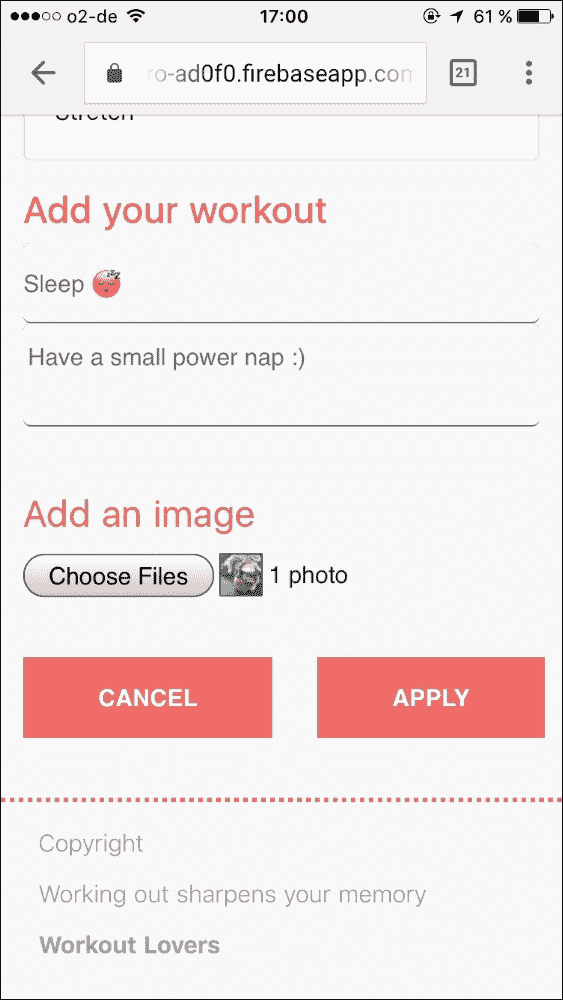 o2-de 17:00 61 %
ro-ad0f0.firebaseapp.com 21
Stretch
Add your workout
Sleep 😴
Have a small power nap :)
Add an image
Choose Files 1 photo
CANCEL APPLY
Copyright
Working out sharpens your memory
Workout Lovers